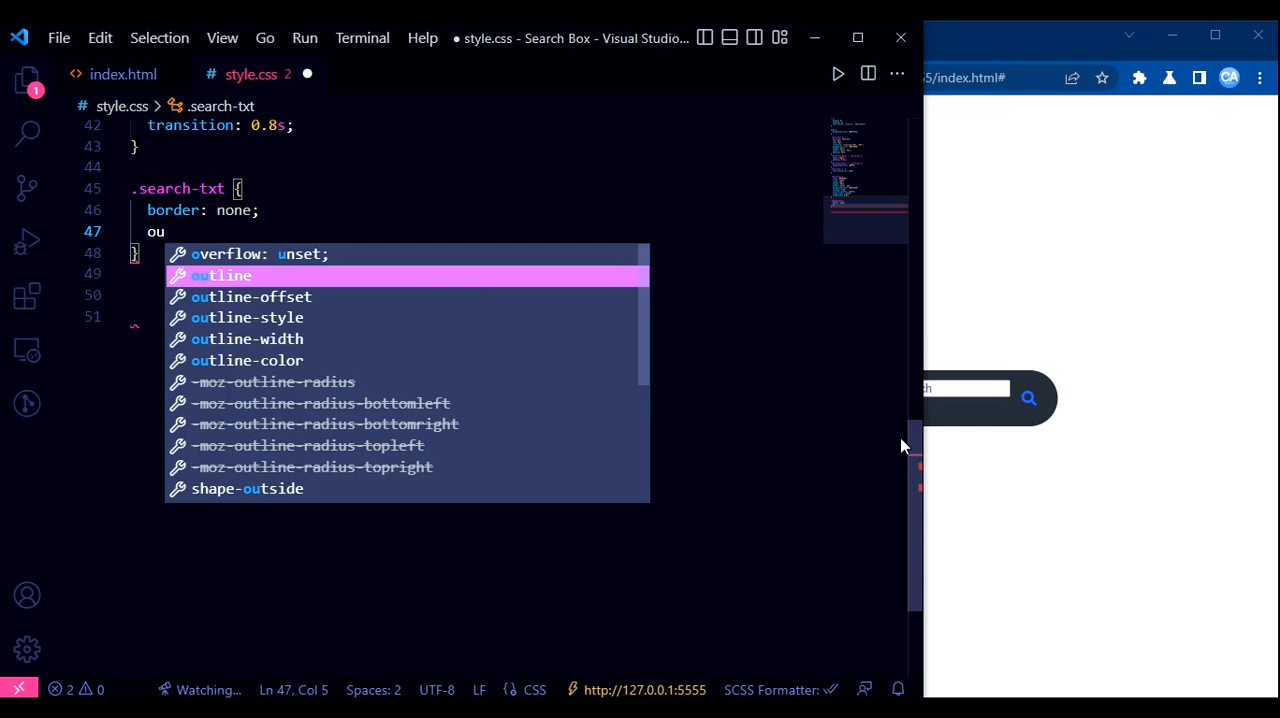 File Edit Selection View Go Run Terminal Help ● style.css - Search Box - Visual Studio...
index.html # style.css 2 ●
55/index.html# CA
1
# style.css > .search-txt
42 transition: 0.8s;
43 }
44
45 .search-txt {
46 border: none;
47 ou
48 }
overflow: unset;
49
outline
50
outline-offset
51
outline-style
outline-width
outline-color
-moz-outline-radius
-moz-outline-radius-bottomleft
-moz-outline-radius-bottomright
-moz-outline-radius-topleft
-moz-outline-radius-topright
shape-outside
ch
2 0 Watching... Ln 47, Col 5 Spaces: 2 UTF-8 LF CSS http://127.0.0.1:5555 SCSS Formatter: